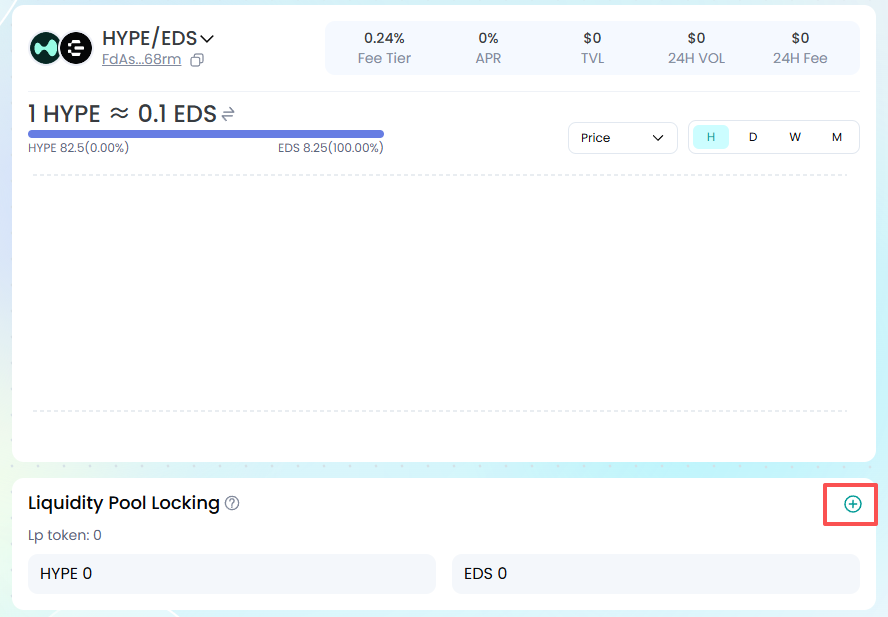 HYPE/EDS
FdAs...68rm
0.24% 0% $0 $0 $0
Fee Tier APR TVL 24H VOL 24H Fee
1 HYPE ≈ 0.1 EDS
HYPE 82.5(0.00%) EDS 8.25(100.00%)
Price H D W M
Liquidity Pool Locking
Lp token: 0
HYPE 0 EDS 0